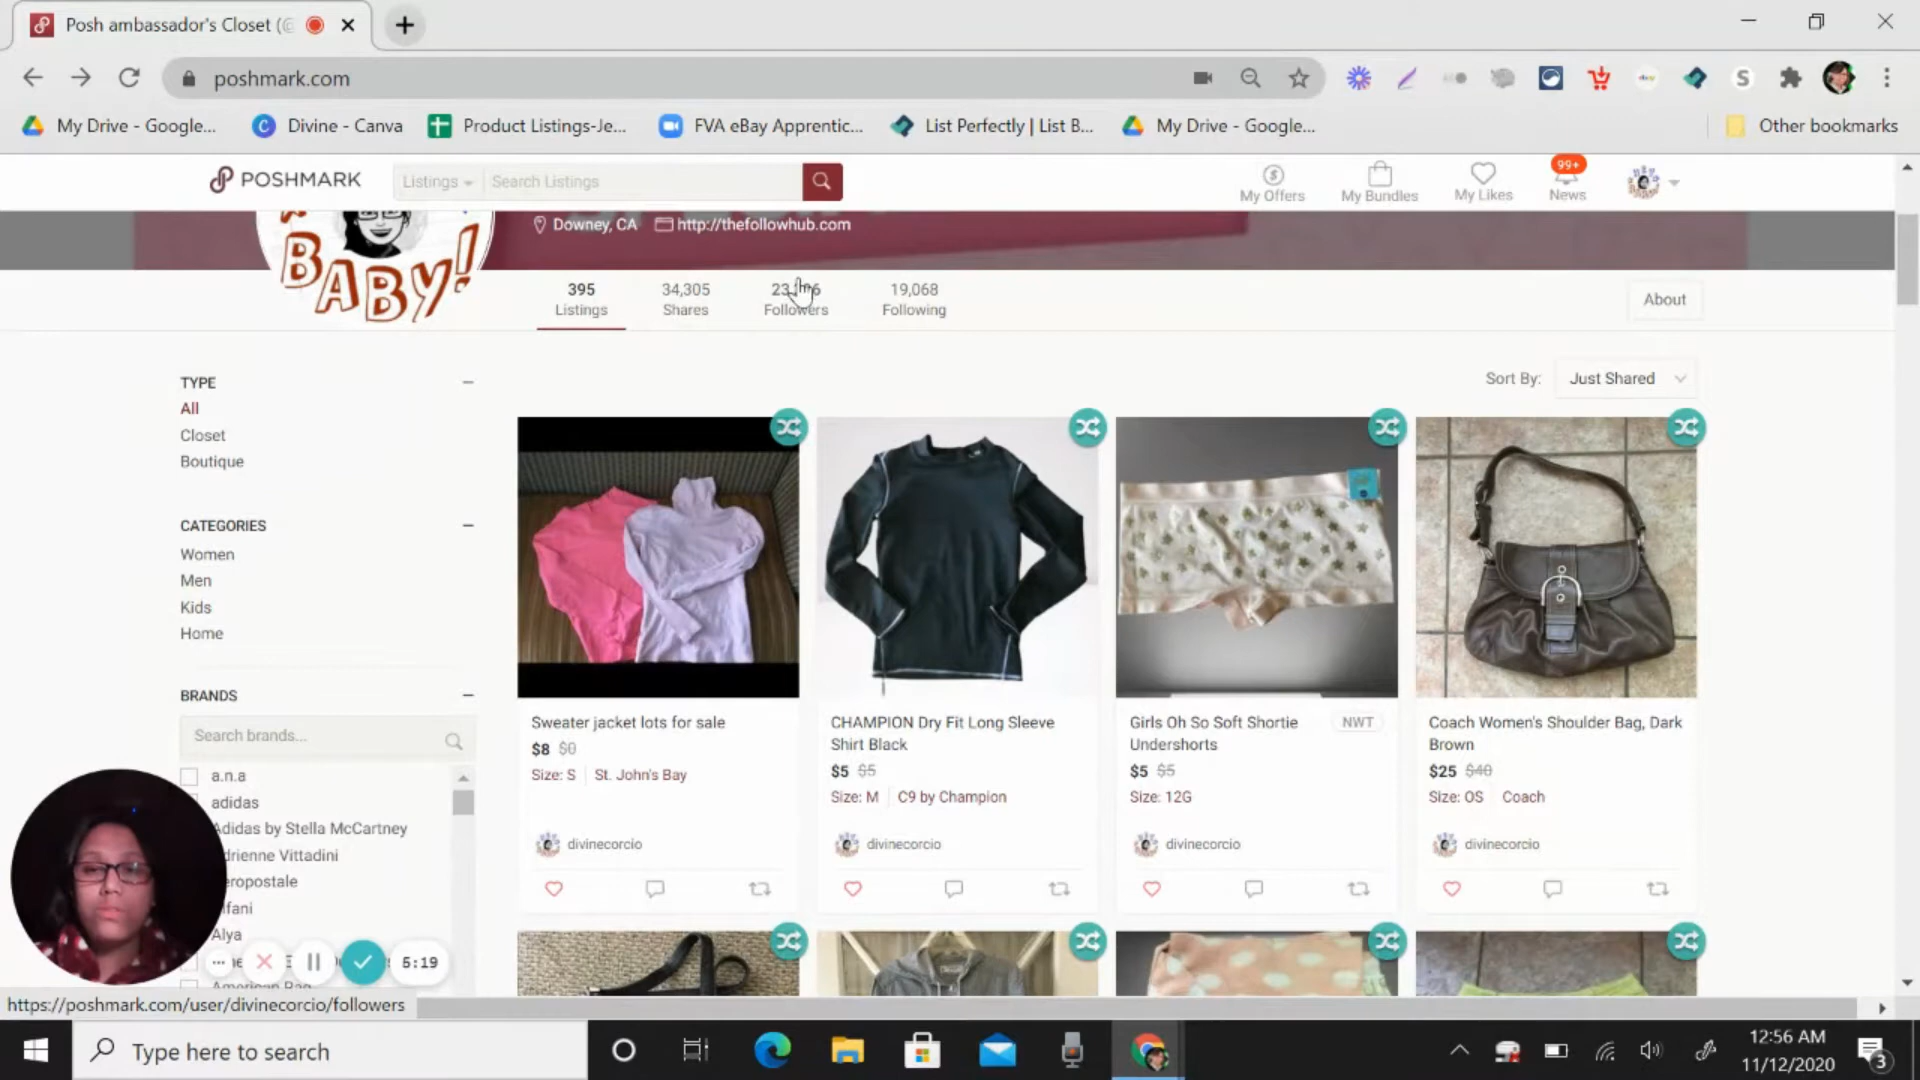 Posh ambassador's Closet (@
poshmark.com
My Drive - Google...
Divine - Canva
Product Listings-Je...
FVA eBay Apprentic...
List Perfectly | List B...
My Drive - Google...
Other bookmarks
POSHMARK
Listings
Search Listings
My Offers
My Bundles
My Likes
99+
News
BABY!
Downey, CA
http://thefollowhub.com
395
Listings
34,305
Shares
Followers
19,068
Following
About
Sort By:
Just Shared
TYPE
All
Closet
Boutique
CATEGORIES
Women
Men
Kids
Home
BRANDS
Search brands...
a.n.a
adidas
Adidas by Stella McCartney
drienne Vittadini
eropostale
lfani
Alya
Sweater jacket lots for sale
$8 $0
Size: S St. John's Bay
divinecorcio
CHAMPION Dry Fit Long Sleeve
Shirt Black
$5 $5
Size: M C9 by Champion
divinecorcio
Girls Oh So Soft Shortie
Undershorts
NWT
$5 $5
Size: 12G
divinecorcio
Coach Women's Shoulder Bag, Dark
Brown
$25 $40
Size: OS Coach
divinecorcio
5:19
https://poshmark.com/user/divinecorcio/followers
Type here to search
12:56 AM
11/12/2020
3